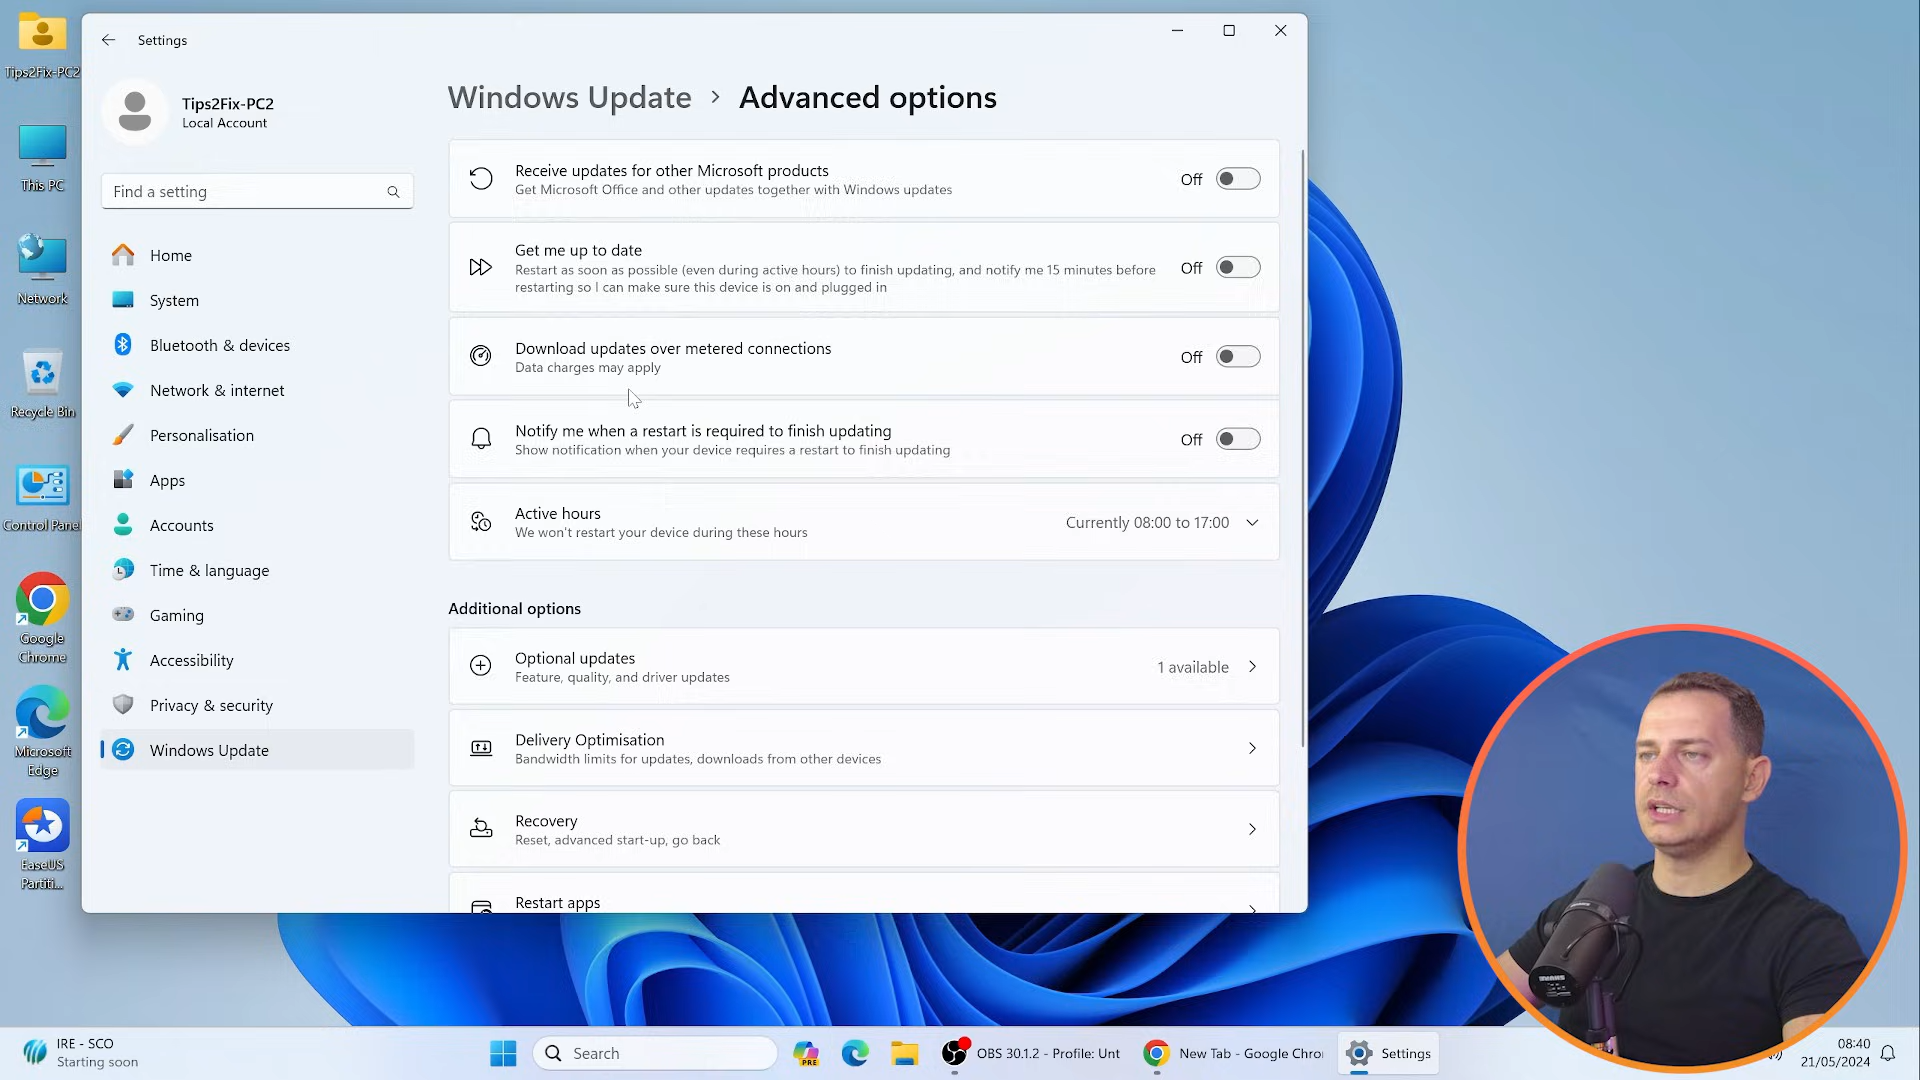 Tips2Fix-PC2
This PC
Network
Recycle Bin
Control Panel
Google
Chrome
Microsoft
Edge
EaseUS
Partiti...
Settings
Tips2Fix-PC2
Local Account
Find a setting
Home
System
Bluetooth & devices
Network & internet
Personalisation
Apps
Accounts
Time & language
Gaming
Accessibility
Privacy & security
Windows Update
Windows Update > Advanced options
Receive updates for other Microsoft products
Get Microsoft Office and other updates together with Windows updates
Off
Get me up to date
Restart as soon as possible (even during active hours) to finish updating, and notify me 15 minutes before
restarting so I can make sure this device is on and plugged in
Off
Download updates over metered connections
Data charges may apply
Off
Notify me when a restart is required to finish updating
Show notification when your device requires a restart to finish updating
Off
Active hours
We won't restart your device during these hours
Currently 08:00 to 17:00
Additional options
Optional updates
Feature, quality, and driver updates
1 available
Delivery Optimisation
Bandwidth limits for updates, downloads from other devices
Recovery
Reset, advanced start-up, go back
Restart apps
IRE - SCO
Starting soon
Search
PRE
OBS 30.1.2 - Profile: Unt
New Tab - Google Chro
Settings
08:40
21/05/2024